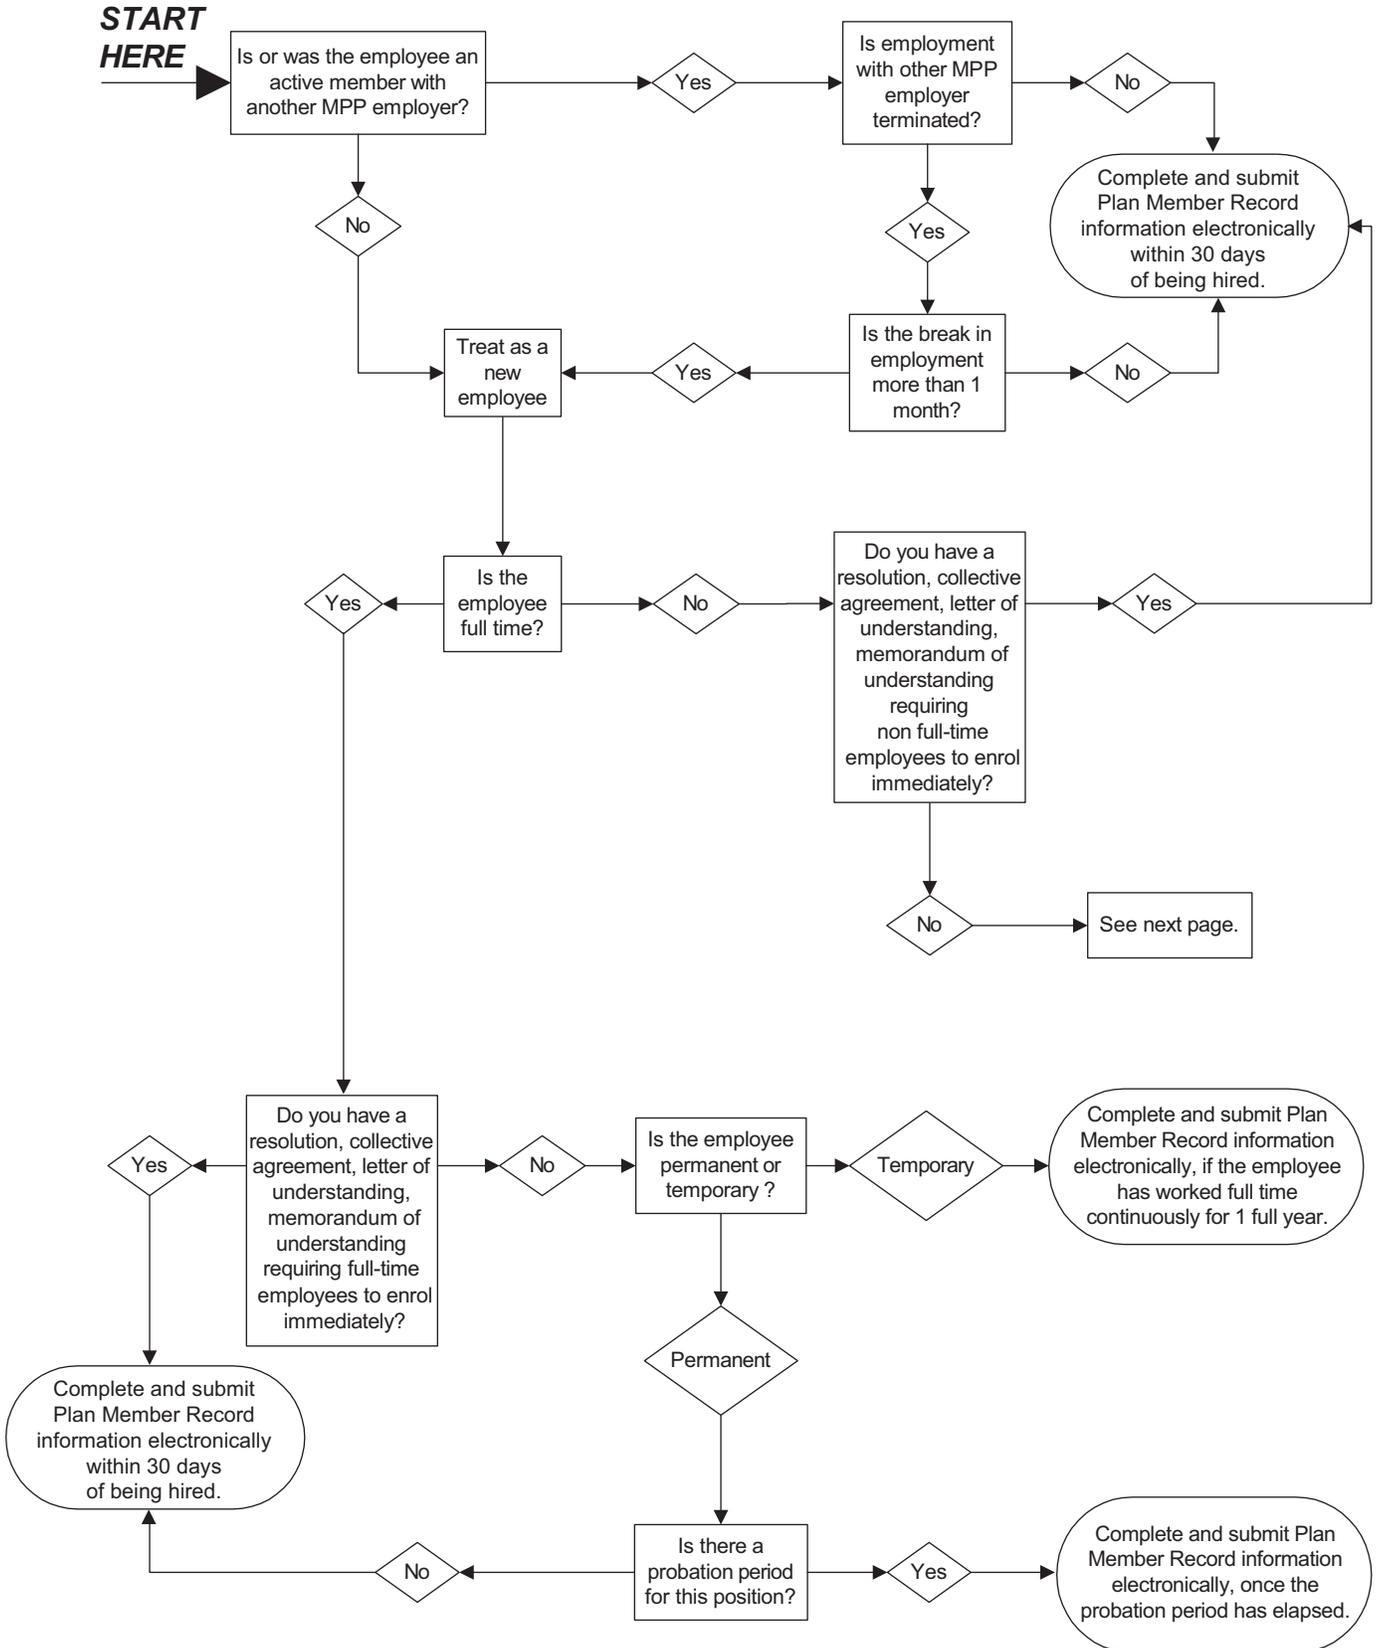 START
HERE
Is or was the employee an
active member with
another MPP employer?
Yes
Is employment
with other MPP
employer
terminated?
No
Complete and submit
Plan Member Record
information electronically
within 30 days
of being hired.
No
Yes
Treat as a
new
employee
Yes
Is the break in
employment
more than 1
month?
No
Yes
Is the
employee
full time?
No
Do you have a
resolution, collective
agreement, letter of
understanding,
memorandum of
understanding
requiring
non full-time
employees to enrol
immediately?
Yes
No
See next page.
Yes
Do you have a
resolution, collective
agreement, letter of
understanding,
memorandum of
understanding
requiring full-time
employees to enrol
immediately?
No
Is the employee
permanent or
temporary ?
Temporary
Complete and submit Plan
Member Record information
electronically, if the employee
has worked full time
continuously for 1 full year.
Permanent
Complete and submit
Plan Member Record
information electronically
within 30 days
of being hired.
No
Is there a
probation period
for this position?
Yes
Complete and submit Plan
Member Record information
electronically, once the
probation period has elapsed.